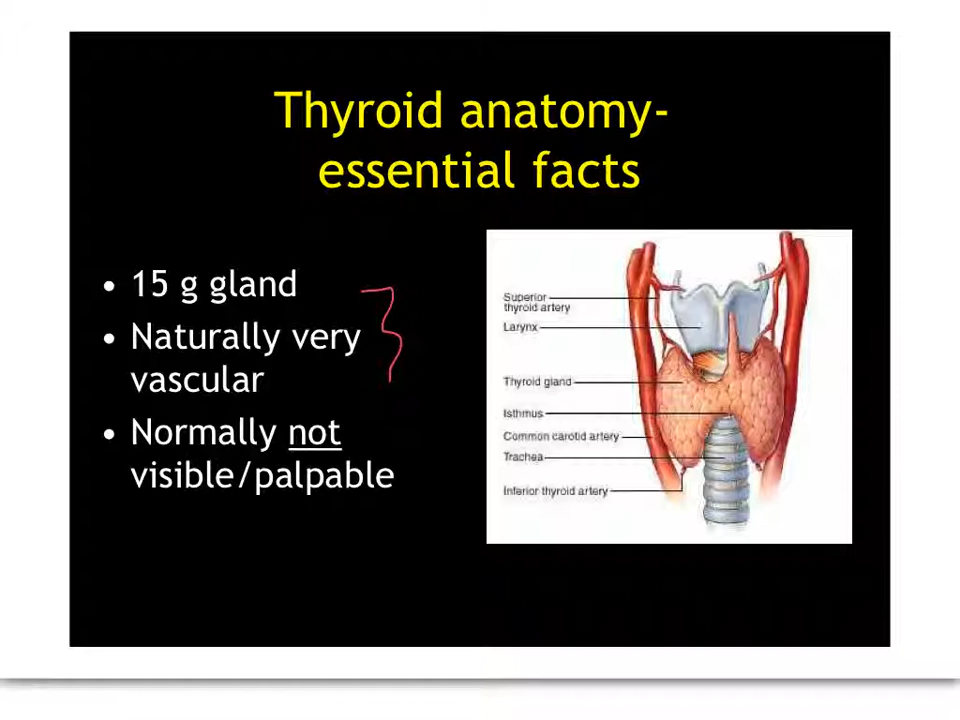 Thyroid anatomy-
essential facts
• 15 g gland
• Naturally very
vascular
• Normally not
visible/palpable
Superior
thyroid artery
Larynx
Thyroid gland
Isthmus
Common carotid artery
Trachea
Inferior thyroid artery